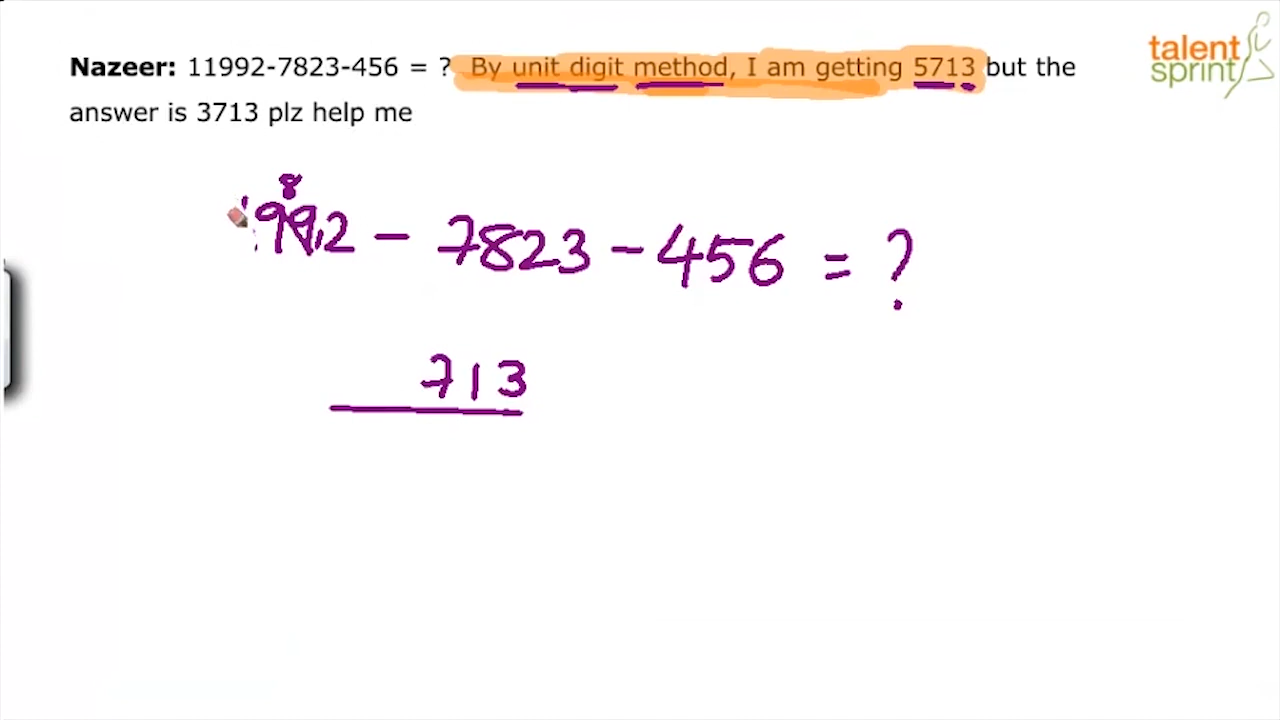 Nazeer: 11992-7823-456 = ? By unit digit method, I am getting 5713 but the
answer is 3713 plz help me
talent
sprint
8
1992 - 7823 - 456 = ?
713